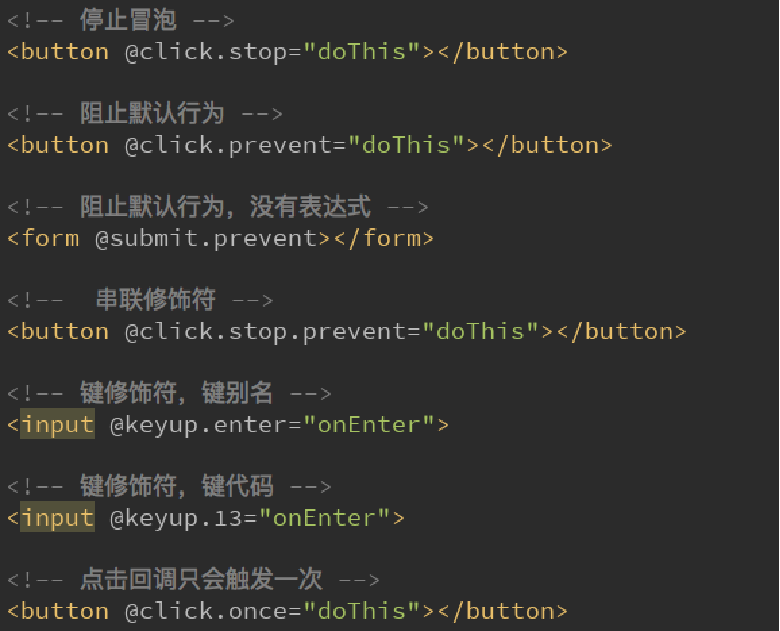 <!-- 停止冒泡 -->
<button @click.stop="doThis"></button>
<!-- 阻止默认行为 -->
<button @click.prevent="doThis"></button>
<!-- 阻止默认行为，没有表达式 -->
<form @submit.prevent></form>
<!--  串联修饰符 -->
<button @click.stop.prevent="doThis"></button>
<!-- 键修饰符，键别名 -->
<input @keyup.enter="onEnter">
<!-- 键修饰符，键代码 -->
<input @keyup.13="onEnter">
<!-- 点击回调只会触发一次 -->
<button @click.once="doThis"></button>